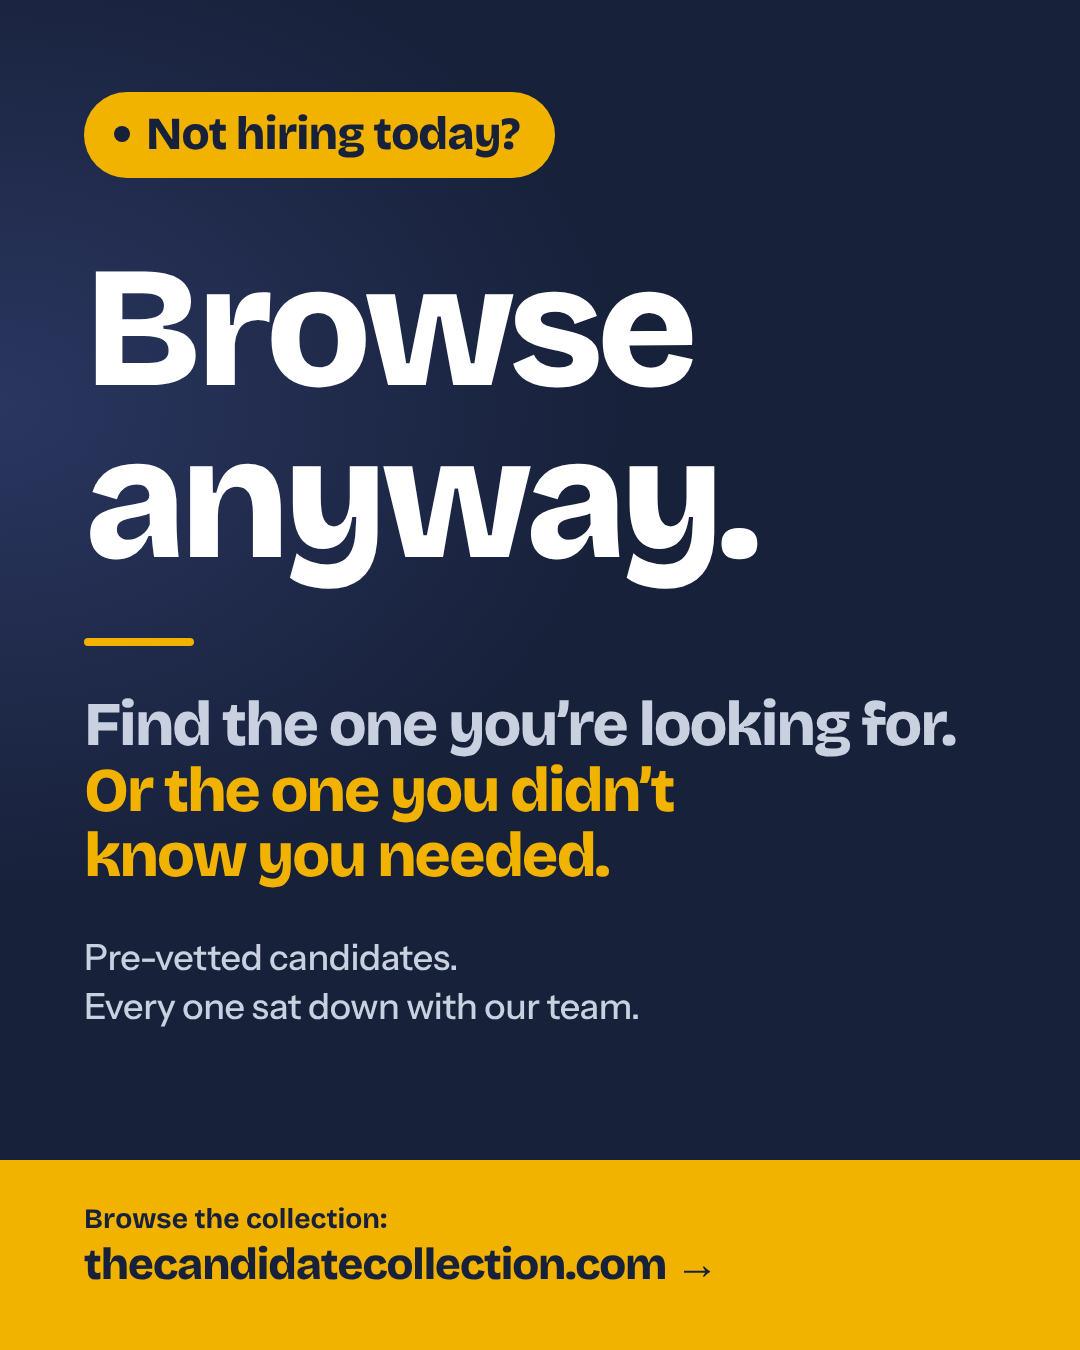 • Not hiring today?
Browse
anyway.
Find the one you’re looking for.
Or the one you didn’t
know you needed.
Pre-vetted candidates.
Every one sat down with our team.
Browse the collection:
thecandidatecollection.com →